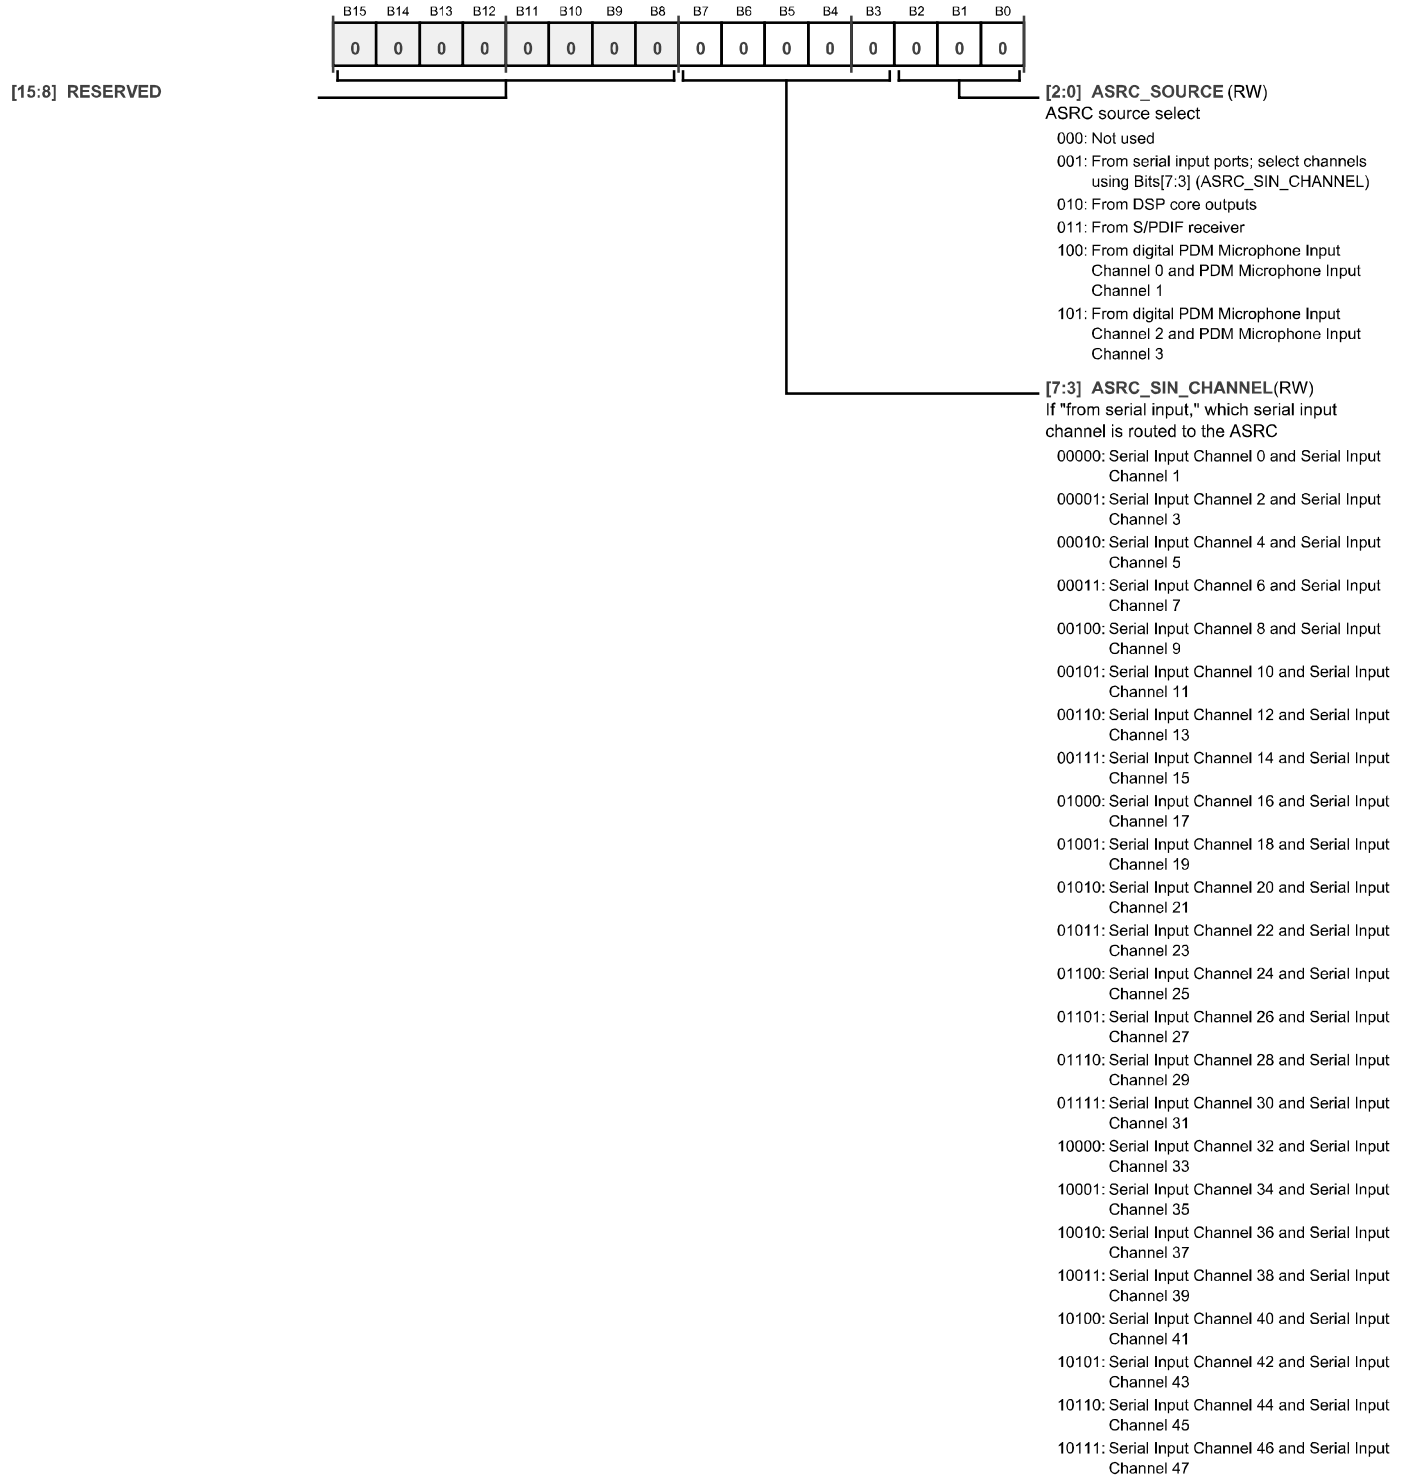 B15 B14 B13 B12 B11 B10 B9 B8 B7 B6 B5 B4 B3 B2 B1 B0
0 0 0 0 0 0 0 0 0 0 0 0 0 0 0 0
[15:8] RESERVED
[2:0] ASRC_SOURCE (RW)
ASRC source select
000: Not used
001: From serial input ports; select channels
using Bits[7:3] (ASRC_SIN_CHANNEL)
010: From DSP core outputs
011: From S/PDIF receiver
100: From digital PDM Microphone Input
Channel 0 and PDM Microphone Input
Channel 1
101: From digital PDM Microphone Input
Channel 2 and PDM Microphone Input
Channel 3
[7:3] ASRC_SIN_CHANNEL(RW)
If "from serial input," which serial input
channel is routed to the ASRC
00000: Serial Input Channel 0 and Serial Input
Channel 1
00001: Serial Input Channel 2 and Serial Input
Channel 3
00010: Serial Input Channel 4 and Serial Input
Channel 5
00011: Serial Input Channel 6 and Serial Input
Channel 7
00100: Serial Input Channel 8 and Serial Input
Channel 9
00101: Serial Input Channel 10 and Serial Input
Channel 11
00110: Serial Input Channel 12 and Serial Input
Channel 13
00111: Serial Input Channel 14 and Serial Input
Channel 15
01000: Serial Input Channel 16 and Serial Input
Channel 17
01001: Serial Input Channel 18 and Serial Input
Channel 19
01010: Serial Input Channel 20 and Serial Input
Channel 21
01011: Serial Input Channel 22 and Serial Input
Channel 23
01100: Serial Input Channel 24 and Serial Input
Channel 25
01101: Serial Input Channel 26 and Serial Input
Channel 27
01110: Serial Input Channel 28 and Serial Input
Channel 29
01111: Serial Input Channel 30 and Serial Input
Channel 31
10000: Serial Input Channel 32 and Serial Input
Channel 33
10001: Serial Input Channel 34 and Serial Input
Channel 35
10010: Serial Input Channel 36 and Serial Input
Channel 37
10011: Serial Input Channel 38 and Serial Input
Channel 39
10100: Serial Input Channel 40 and Serial Input
Channel 41
10101: Serial Input Channel 42 and Serial Input
Channel 43
10110: Serial Input Channel 44 and Serial Input
Channel 45
10111: Serial Input Channel 46 and Serial Input
Channel 47